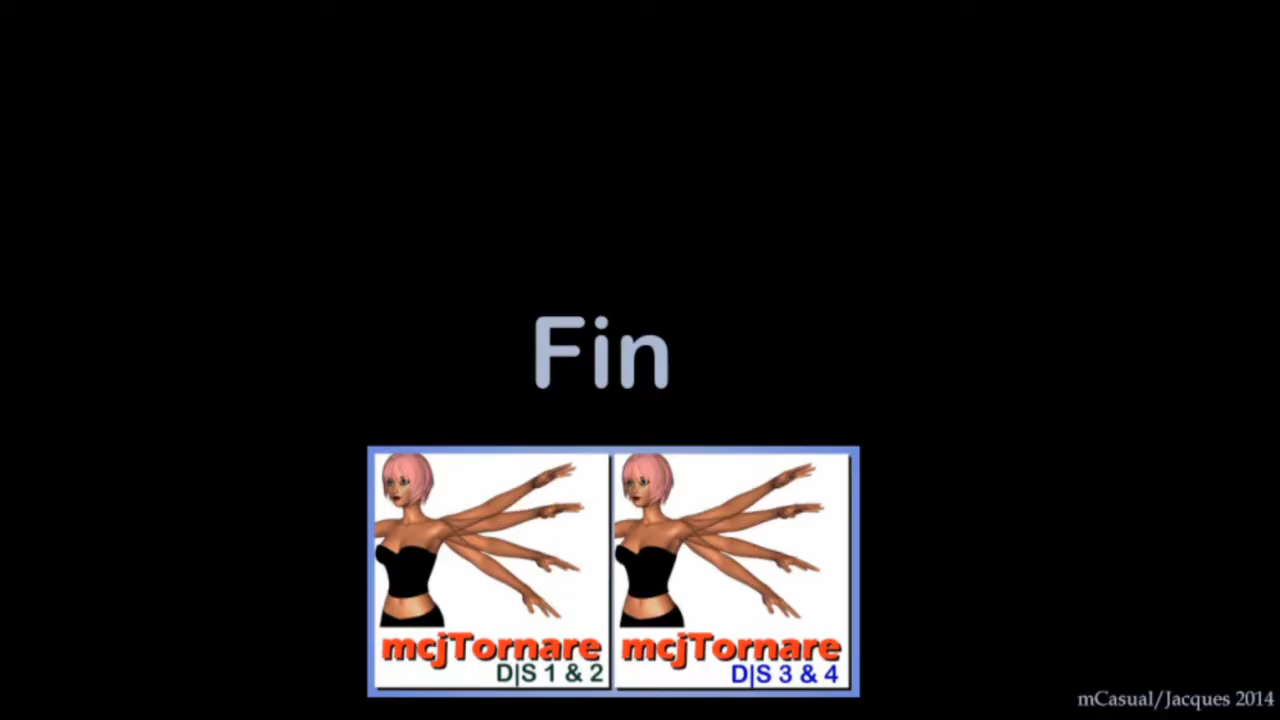 Fin
mcjTornare
D|S 1 & 2
mcjTornare
D|S 3 & 4
mCasual/Jacques 2014